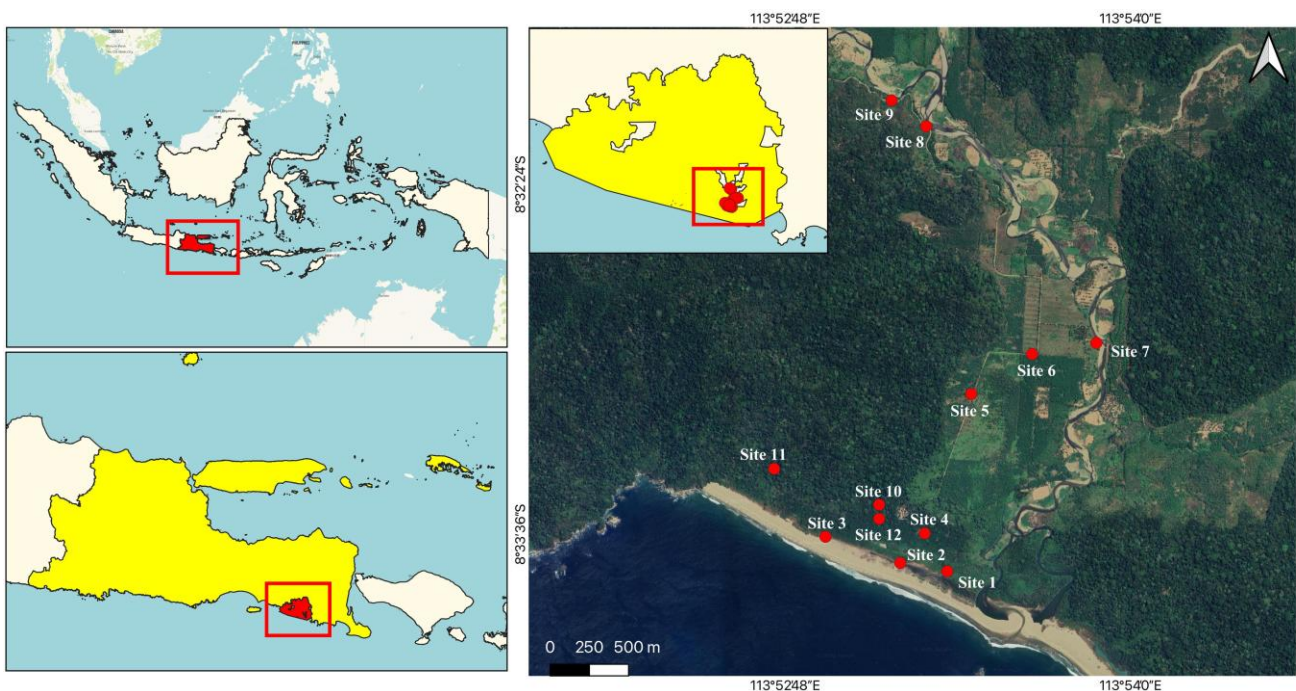 CAMBODIA
PHILIPPINES
113°52'48"E
113°54'0"E
8°32'24"S
8°33'36"S
Site 9
Site 8
Site 7
Site 6
Site 5
Site 11
Site 10
Site 3
Site 12
Site 4
Site 2
Site 1
0 250 500 m
113°52'48"E
113°54'0"E